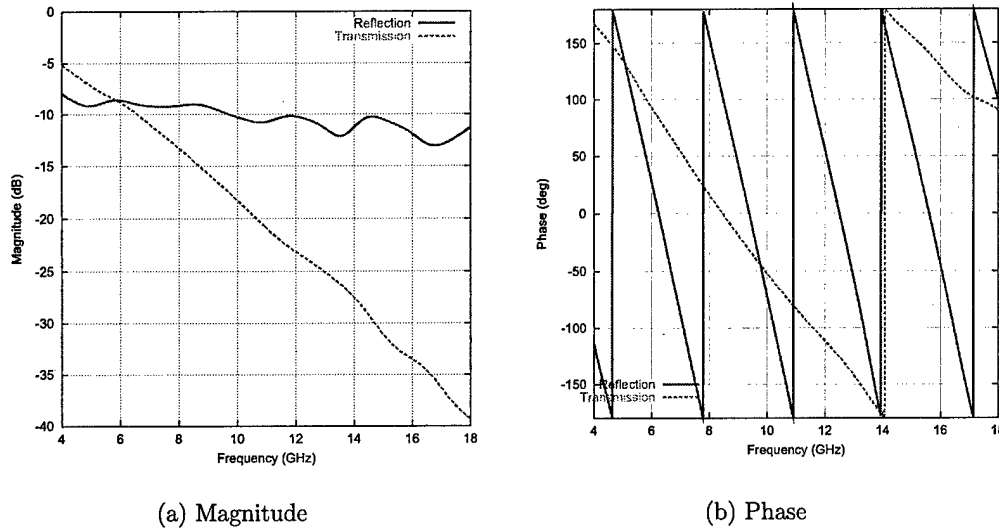 Reflection
Transmission
Magnitude (dB)
0
-5
-10
-15
-20
-25
-30
-35
-40
4 6 8 10 12 14 16 18
Frequency (GHz)
(a) Magnitude
Phase (deg)
150
100
50
0
-50
-100
-150
Reflection
Transmission
4 6 8 10 12 14 16 18
Frequency (GHz)
(b) Phase